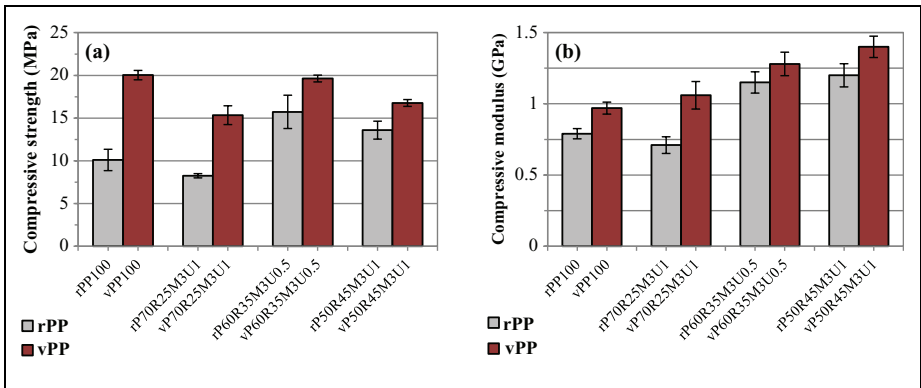 (a)
Compressive strength (MPa)
25
20
15
10
5
0
rPP100
vPP100
rP70R25M3U1
vP70R25M3U1
rP60R35M3U0.5
vP60R35M3U0.5
rP50R45M3U1
vP50R45M3U1
rPP
vPP
(b)
Compressive modulus (GPa)
1.5
1
0.5
0
rPP100
vPP100
rP70R25M3U1
vP70R25M3U1
rP60R35M3U0.5
vP60R35M3U0.5
rP50R45M3U1
vP50R45M3U1
rPP
vPP